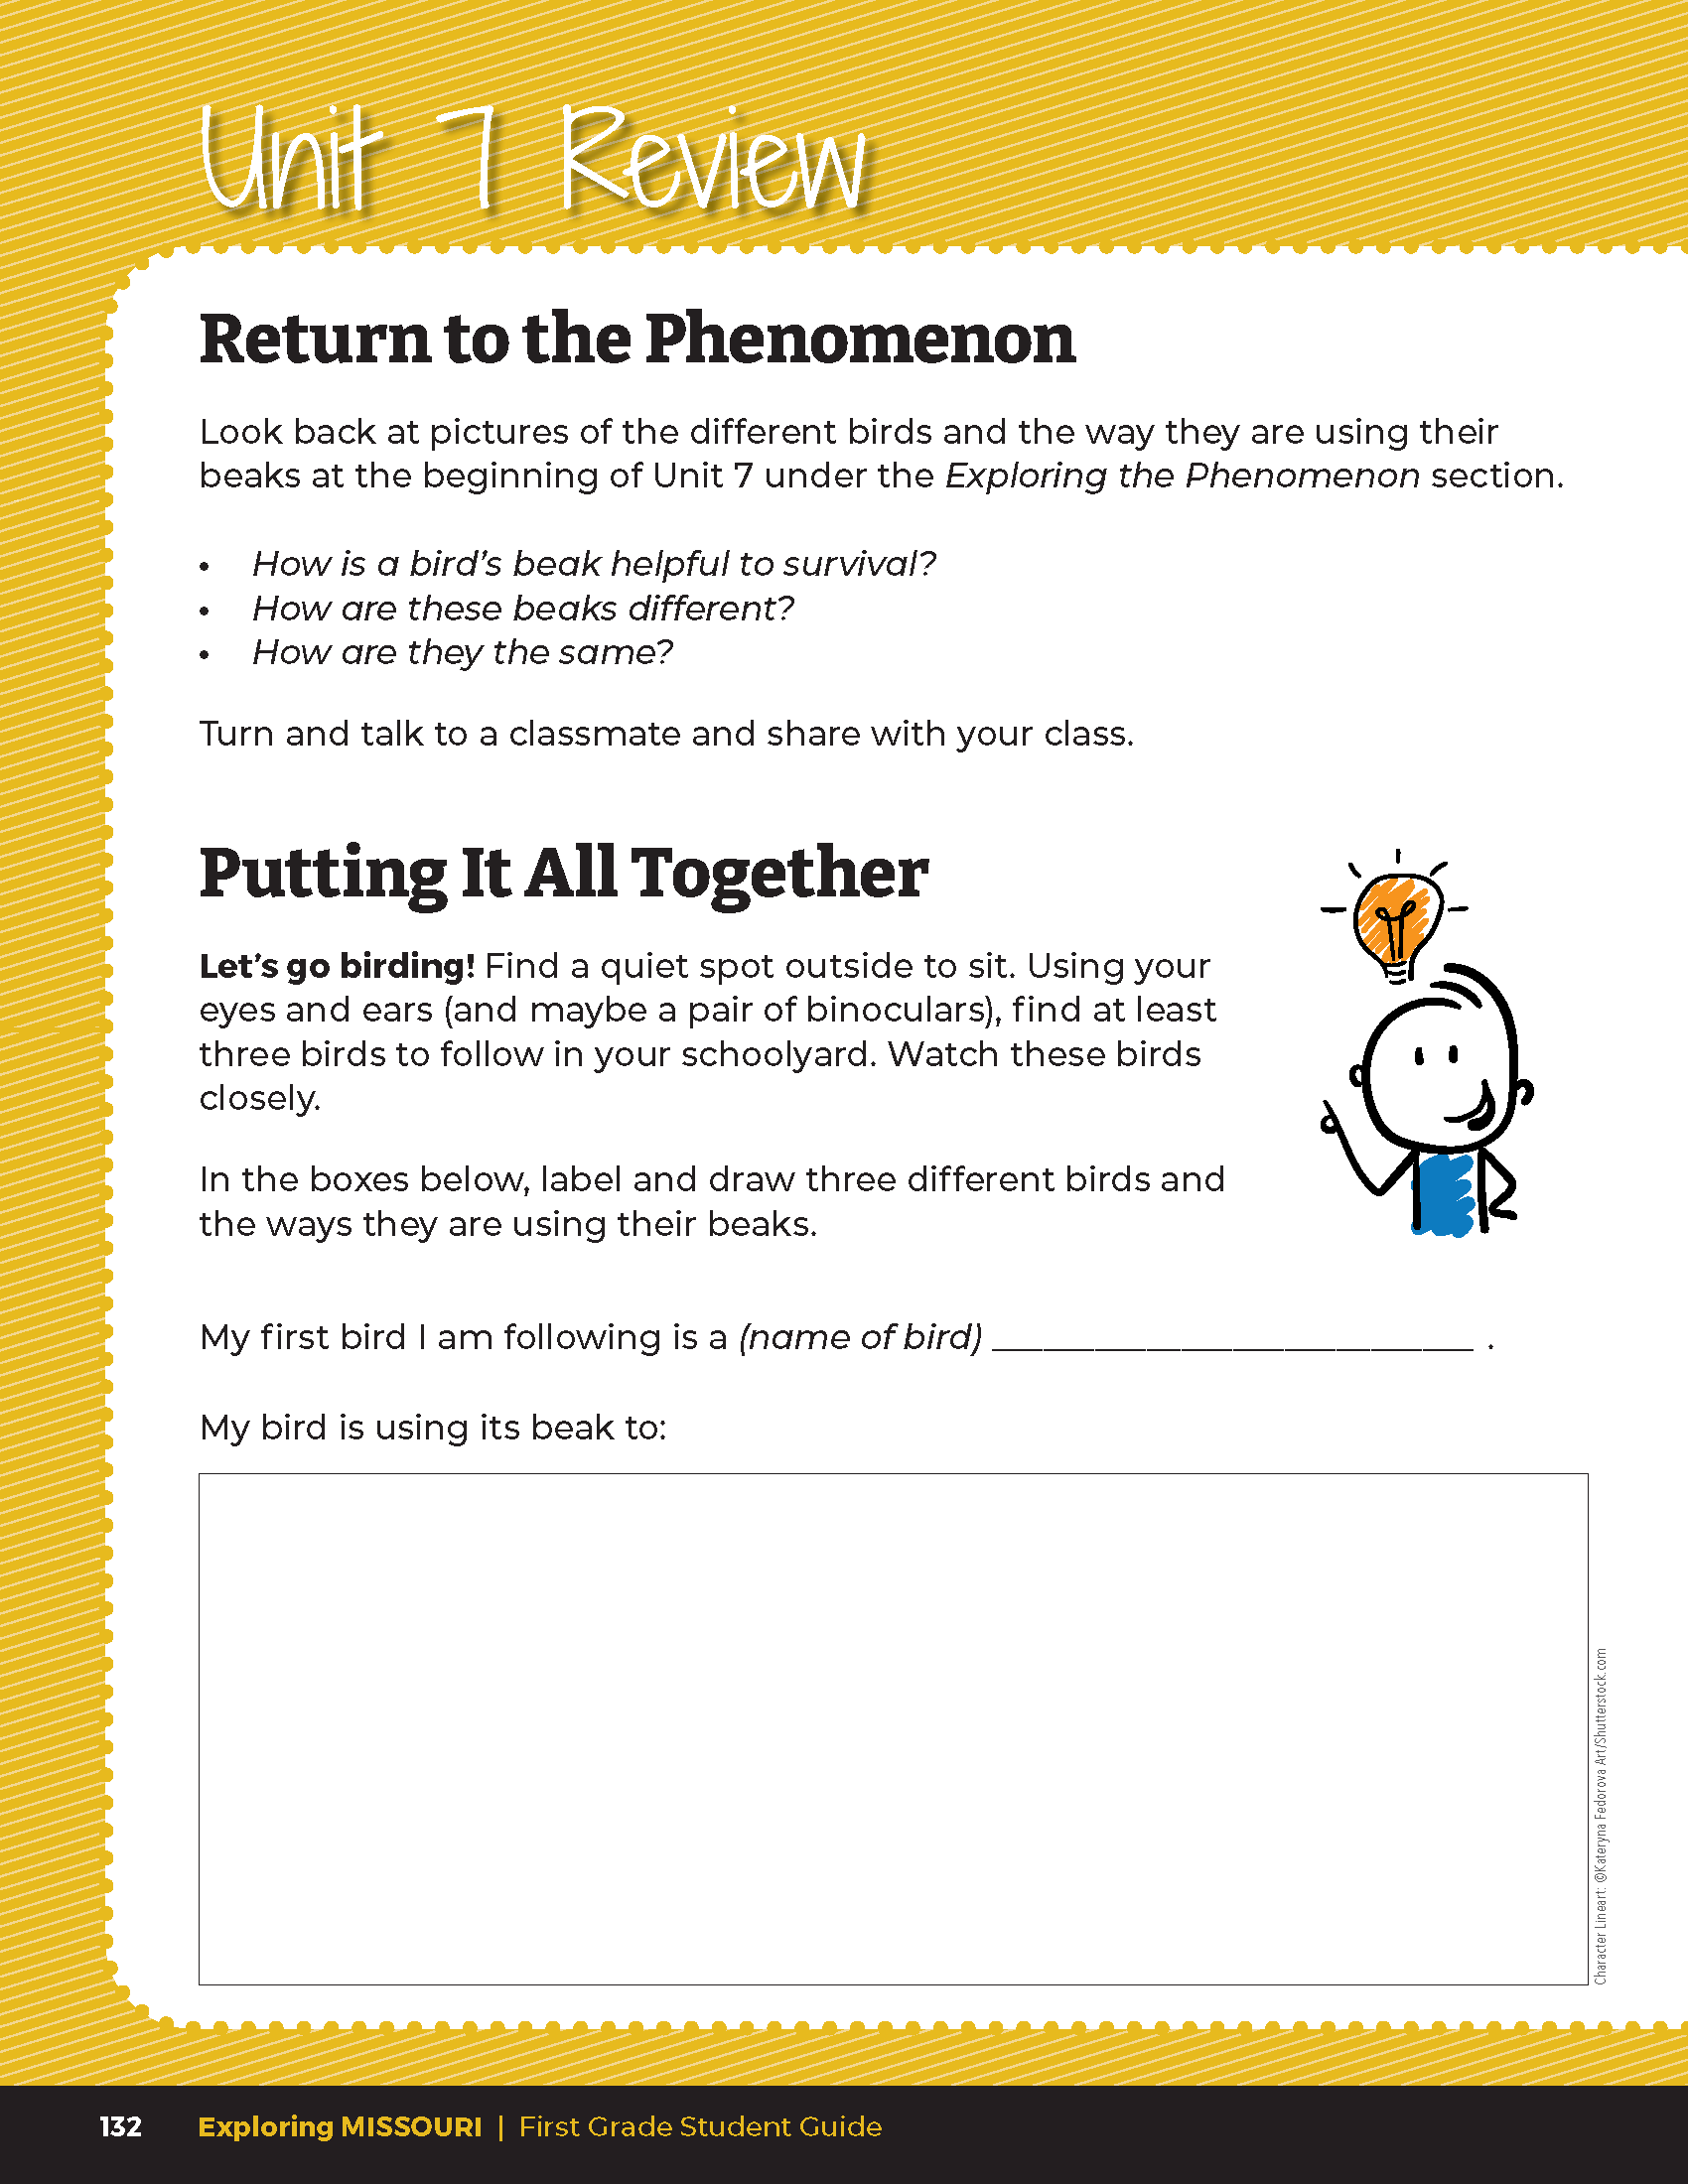 Unit 7 Review
Return to the Phenomenon
Look back at pictures of the different birds and the way they are using their
beaks at the beginning of Unit 7 under the Exploring the Phenomenon section.
• How is a bird’s beak helpful to survival?
• How are these beaks different?
• How are they the same?
Turn and talk to a classmate and share with your class.
Putting It All Together
Let’s go birding! Find a quiet spot outside to sit. Using your
eyes and ears (and maybe a pair of binoculars), find at least
three birds to follow in your schoolyard. Watch these birds
closely.
In the boxes below, label and draw three different birds and
the ways they are using their beaks.
My first bird I am following is a (name of bird) ____________________________ .
My bird is using its beak to:
Character Lineart: ©Kateryna Fedorova Art/Shutterstock.com
132 Exploring MISSOURI | First Grade Student Guide